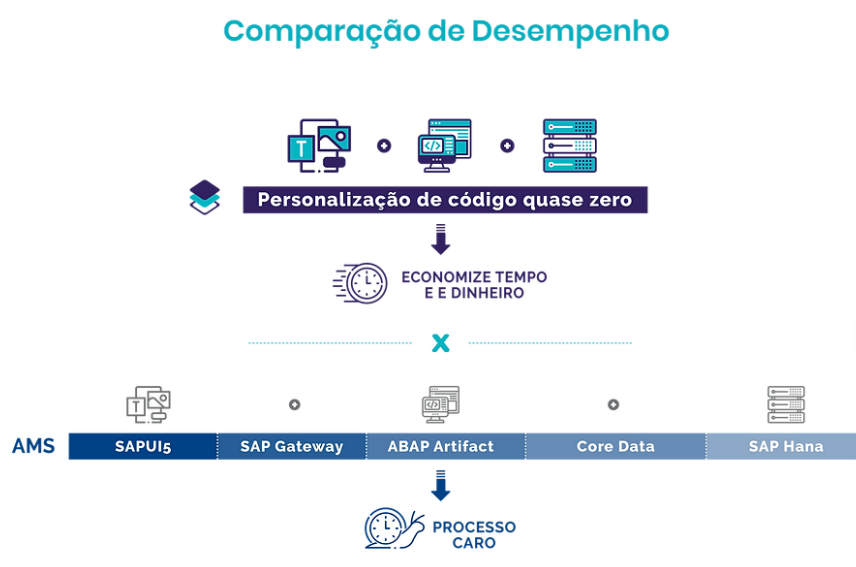 Comparação de Desempenho
T
</>
Personalização de código quase zero
ECONOMIZE TEMPO
E E DINHEIRO
X
T
</>
AMS SAPUI5 SAP Gateway ABAP Artifact Core Data SAP Hana
PROCESSO
CARO